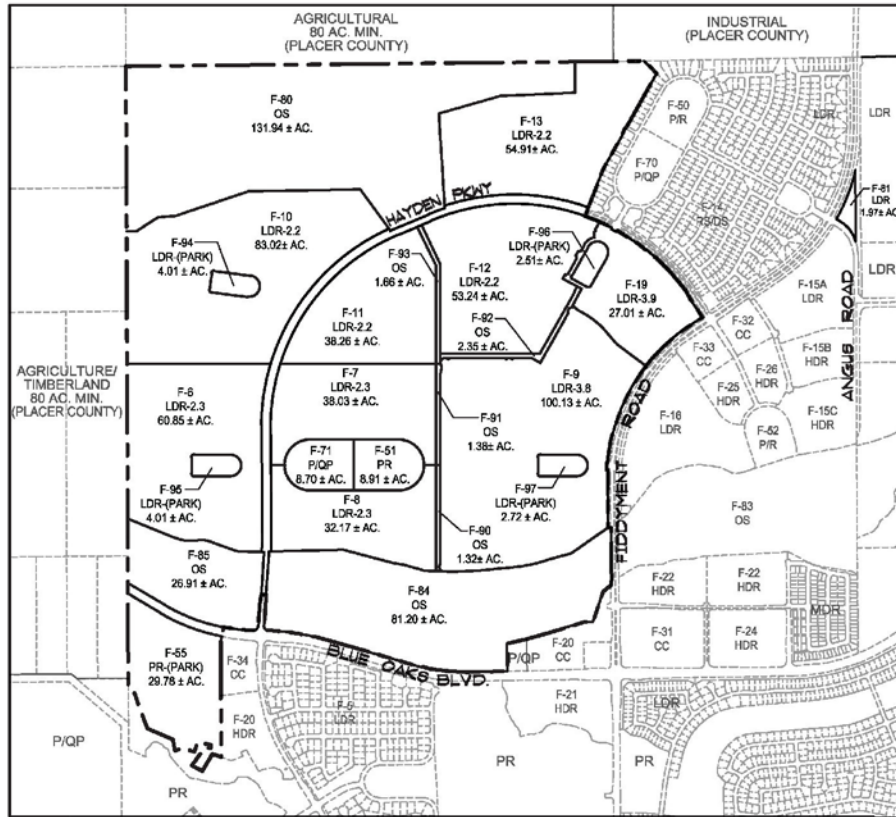 AGRICULTURAL
80 AC. MIN.
(PLACER COUNTY)
INDUSTRIAL
(PLACER COUNTY)
F-80
OS
131.94 ± AC.
F-13
LDR-2.2
54.91± AC.
F-50
P/R
LDR
LDR
F-70
P/QP
F-81
LDR
1.97±AC.
HAYDEN PKWY
F-10
LDR-2.2
83.02± AC.
F-94
LDR-(PARK)
4.01 ± AC.
F-93
OS
1.66 ± AC.
F-96
LDR-(PARK)
2.51± AC.
F-14
LDR
F-12
LDR-2.2
53.24 ± AC.
F-19
LDR-3.9
27.01 ± AC.
F-15A
LDR
F-11
LDR-2.2
38.26 ± AC.
F-92
OS
2.35 ± AC.
F-32
CC
F-33
CC
F-15B
HDR
ANGUS ROAD
AGRICULTURE/
TIMBERLAND
80 AC. MIN.
(PLACER COUNTY)
F-6
LDR-2.3
60.85± AC.
F-7
LDR-2.3
38.03 ± AC.
F-9
LDR-3.8
100.13 ± AC.
F-26
HDR
F-25
HDR
F-15C
HDR
F-91
OS
1.38± AC.
F-16
LDR
F-52
P/R
F-71
P/QP
8.70 ± AC.
F-51
PR
8.91 ± AC.
F-95
LDR-(PARK)
4.01 ± AC.
F-8
LDR-2.3
32.17 ± AC.
F-97
LDR-(PARK)
2.72 ± AC.
FIDDYMENT ROAD
F-83
OS
F-90
OS
1.32± AC.
F-85
OS
26.91 ± AC.
F-84
OS
81.20 ± AC.
F-22
HDR
F-22
HDR
MDR
F-55
PR-(PARK)
29.78 ± AC.
F-34
CC
BLUE OAKS BLVD.
P/QP
F-20
CC
F-31
CC
F-24
HDR
F-5
LDR
F-21
HDR
LDR
F-20
HDR
P/QP
PR
PR
PR